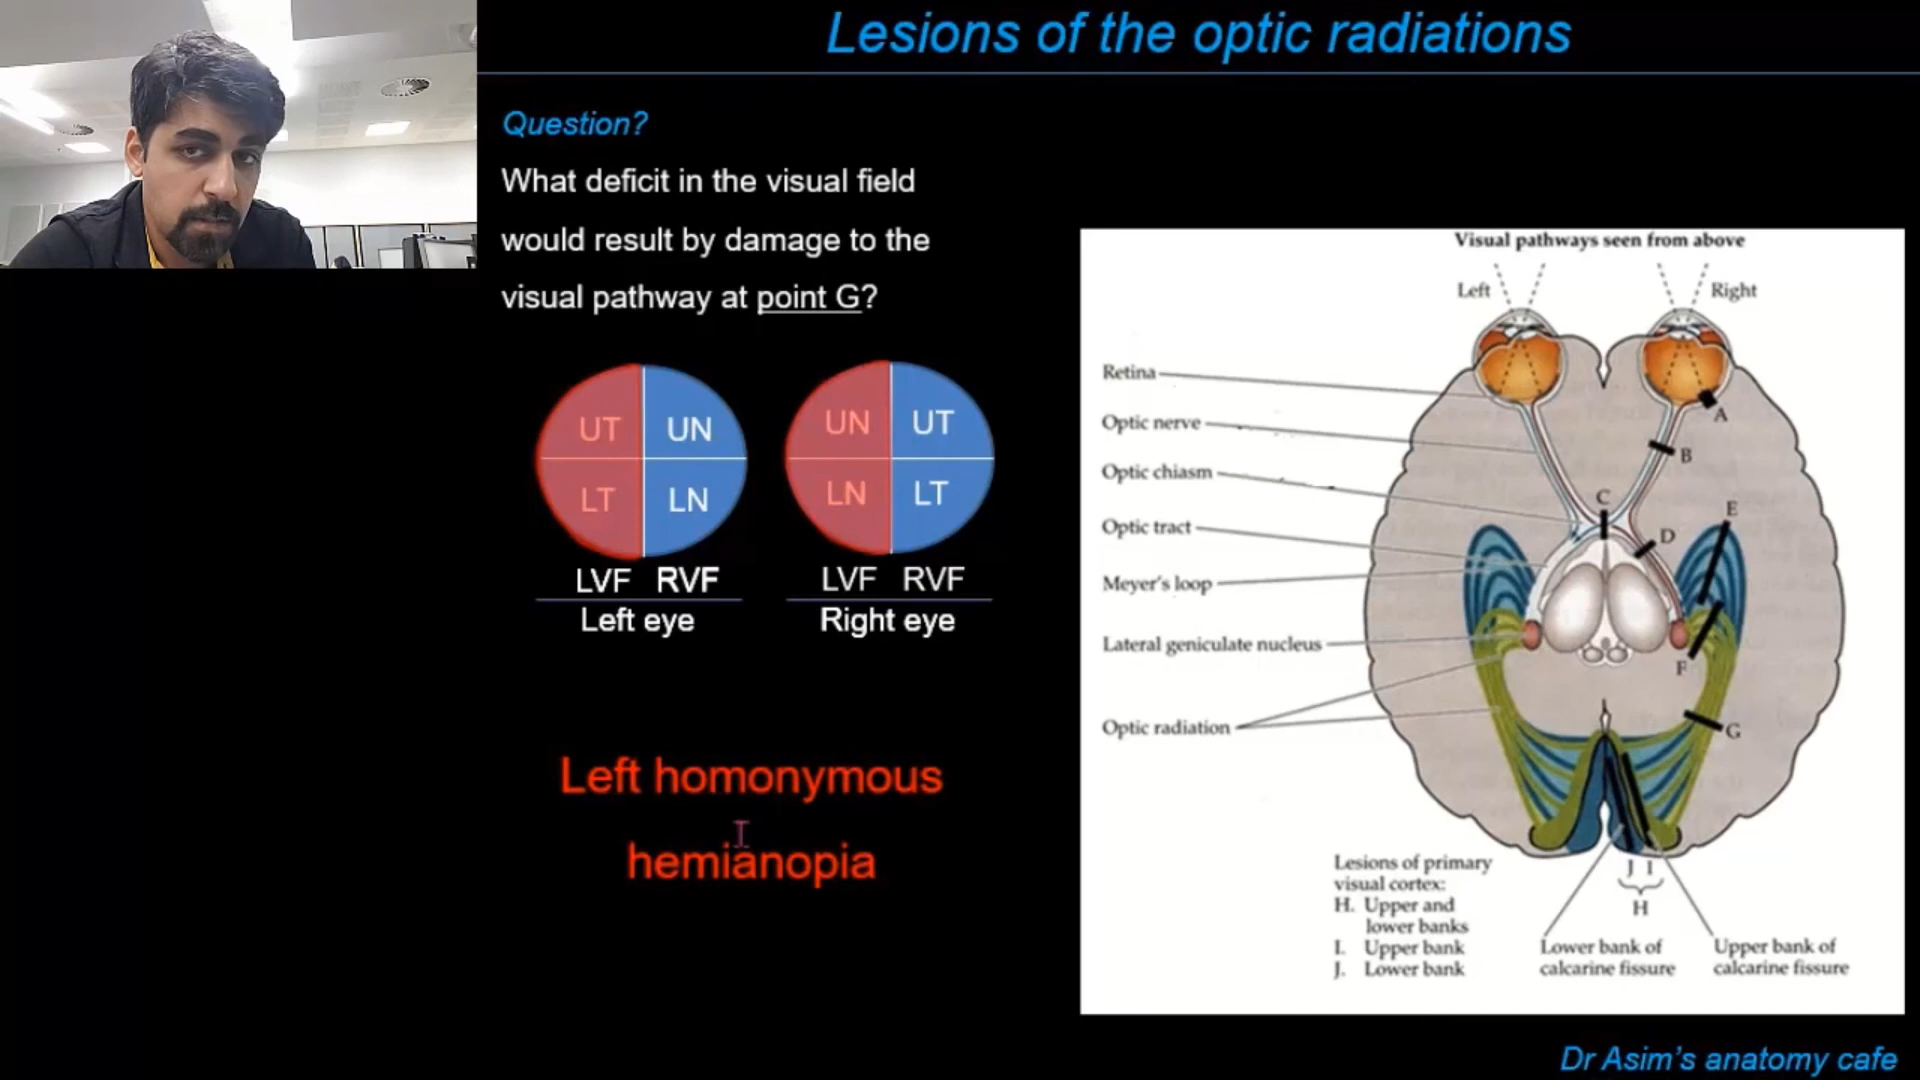 Lesions of the optic radiations
Question?
What deficit in the visual field
would result by damage to the
visual pathway at point G?
UT UN
LT LN
LVF RVF
Left eye
UN UT
LN LT
LVF RVF
Right eye
Left homonymous
hemianopia
Visual pathways seen from above
Left
Right
Retina
Optic nerve
Optic chiasm
Optic tract
Meyer's loop
Lateral geniculate nucleus
Optic radiation
A
B
C
D
E
F
G
J I
H
Lesions of primary
visual cortex:
H. Upper and
lower banks
I. Upper bank
J. Lower bank
Lower bank of
calcarine fissure
Upper bank of
calcarine fissure
Dr Asim's anatomy cafe